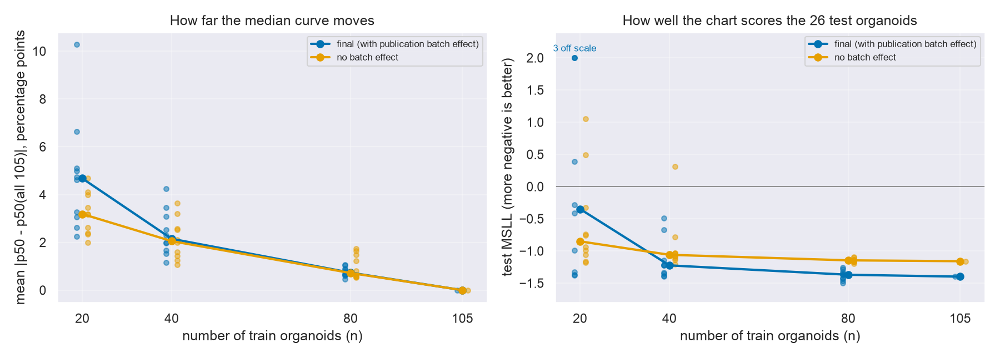 How far the median curve moves
mean |p50 - p50(all 105)|, percentage points
10
8
6
4
2
0
final (with publication batch effect)
no batch effect
20 40 80 105
number of train organoids (n)
How well the chart scores the 26 test organoids
test MSLL (more negative is better)
3 off scale
2.0
1.5
1.0
0.5
0.0
−0.5
−1.0
−1.5
final (with publication batch effect)
no batch effect
20 40 80 105
number of train organoids (n)